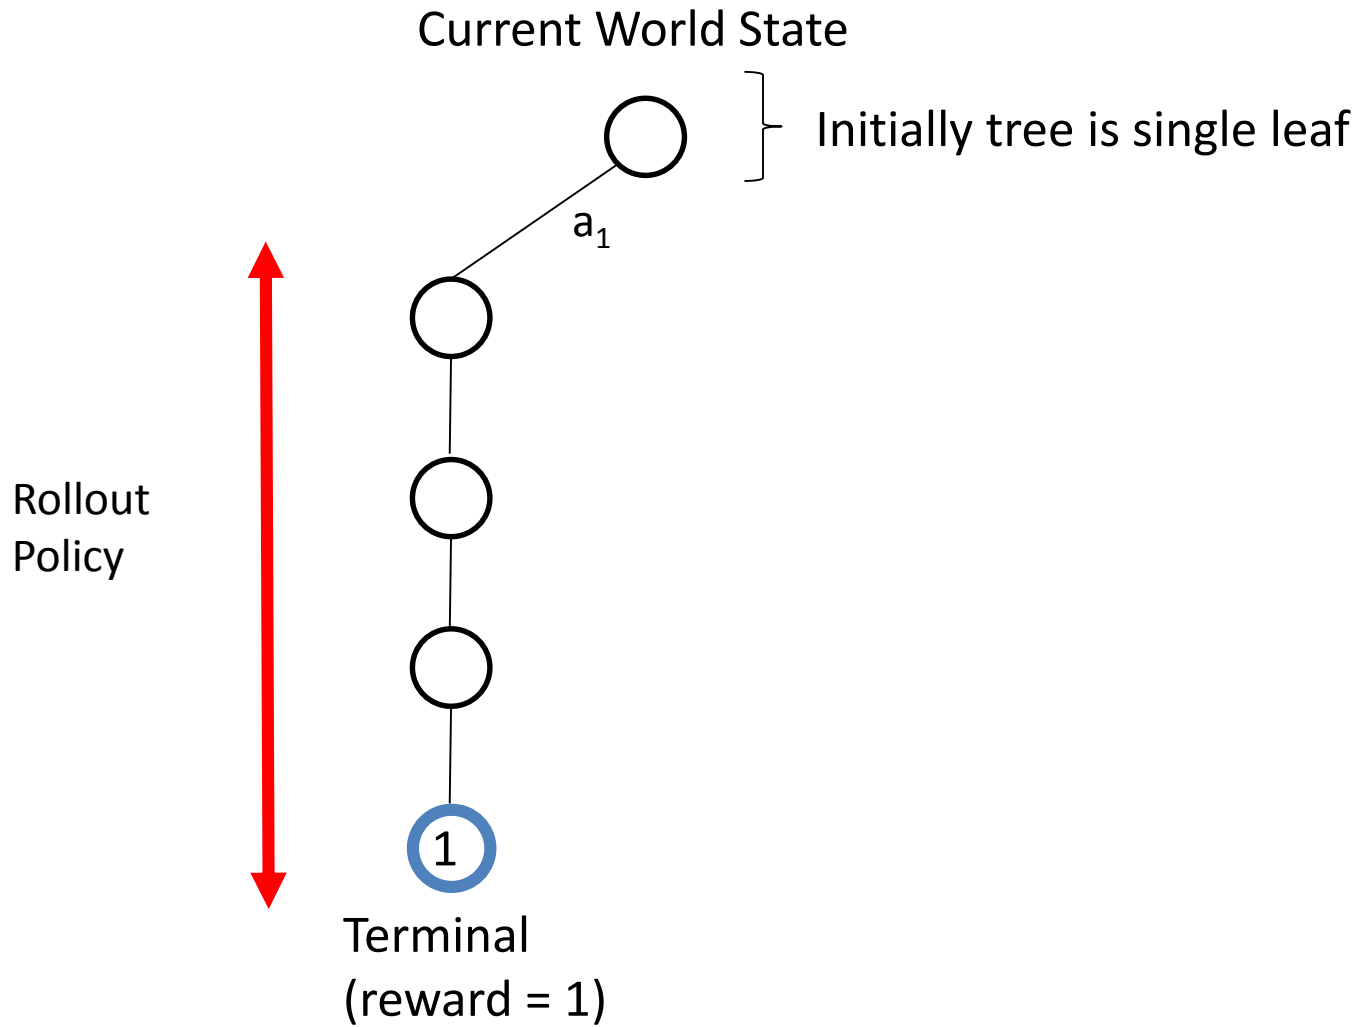 Current World State
Initially tree is single leaf
a₁
Rollout
Policy
1
Terminal
(reward = 1)